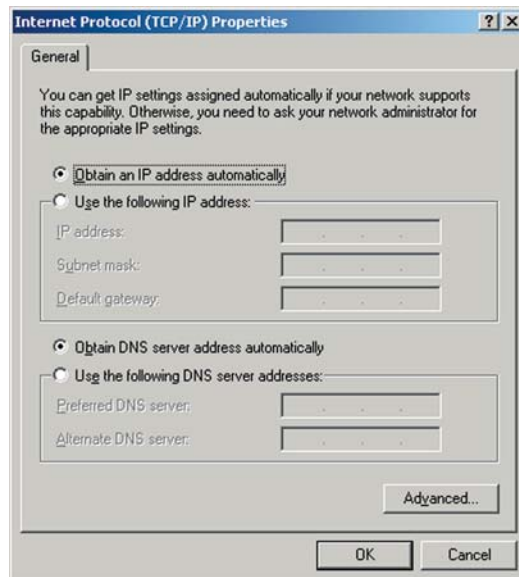 Internet Protocol (TCP/IP) Properties
General
You can get IP settings assigned automatically if your network supports
this capability. Otherwise, you need to ask your network administrator for
the appropriate IP settings.
Obtain an IP address automatically
Use the following IP address:
IP address:
Subnet mask:
Default gateway:
Obtain DNS server address automatically
Use the following DNS server addresses:
Preferred DNS server:
Alternate DNS server:
Advanced...
OK
Cancel